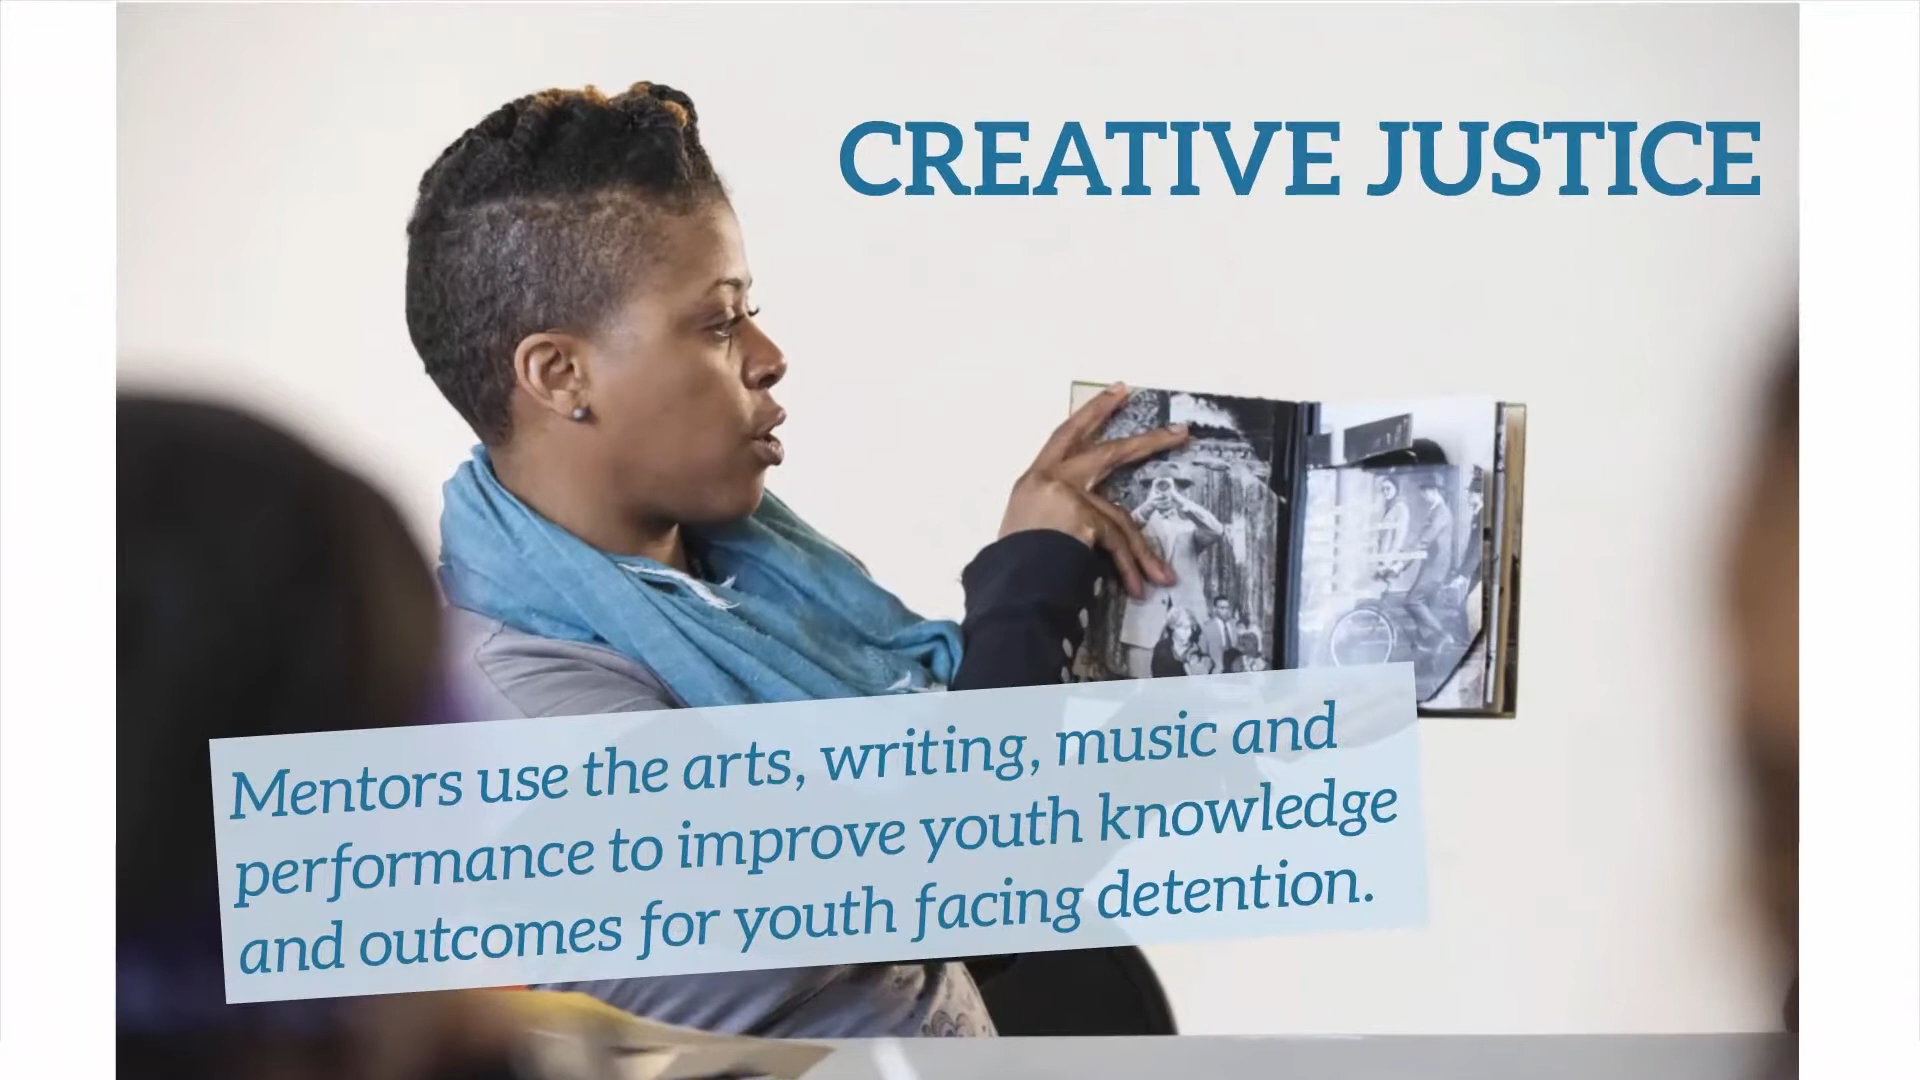 CREATIVE JUSTICE
Mentors use the arts, writing, music and
performance to improve youth knowledge
and outcomes for youth facing detention.